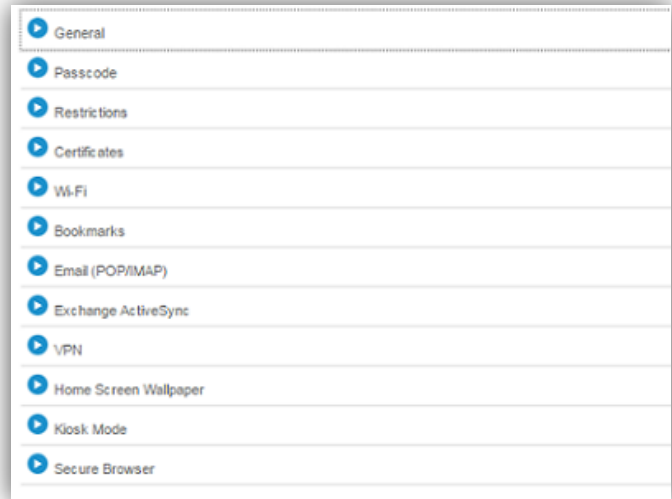 General
Passcode
Restrictions
Certificates
Wi-Fi
Bookmarks
Email (POP/IMAP)
Exchange ActiveSync
VPN
Home Screen Wallpaper
Kiosk Mode
Secure Browser